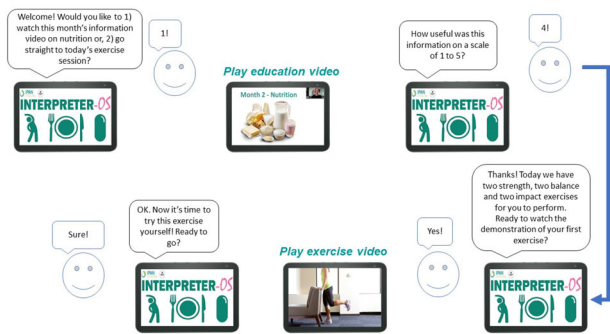 Welcome! Would you like to 1)
watch this month's information
video on nutrition or, 2) go
straight to today's exercise
session?
1!
Play education video
Month 2 - Nutrition
How useful was this
information on a scale
of 1 to 5?
4!
INTERPRETER-OS
INTERPRETER-OS
Thanks! Today we have
two strength, two balance
and two impact exercises
for you to perform.
Ready to watch the
demonstration of your first
exercise?
Yes!
Play exercise video
OK. Now it's time to
try this exercise
yourself! Ready to
go?
Sure!
INTERPRETER-OS
INTERPRETER-OS